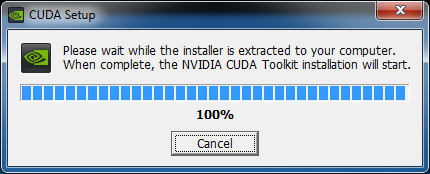 CUDA Setup
Please wait while the installer is extracted to your computer.
When complete, the NVIDIA CUDA Toolkit installation will start.
100%
Cancel